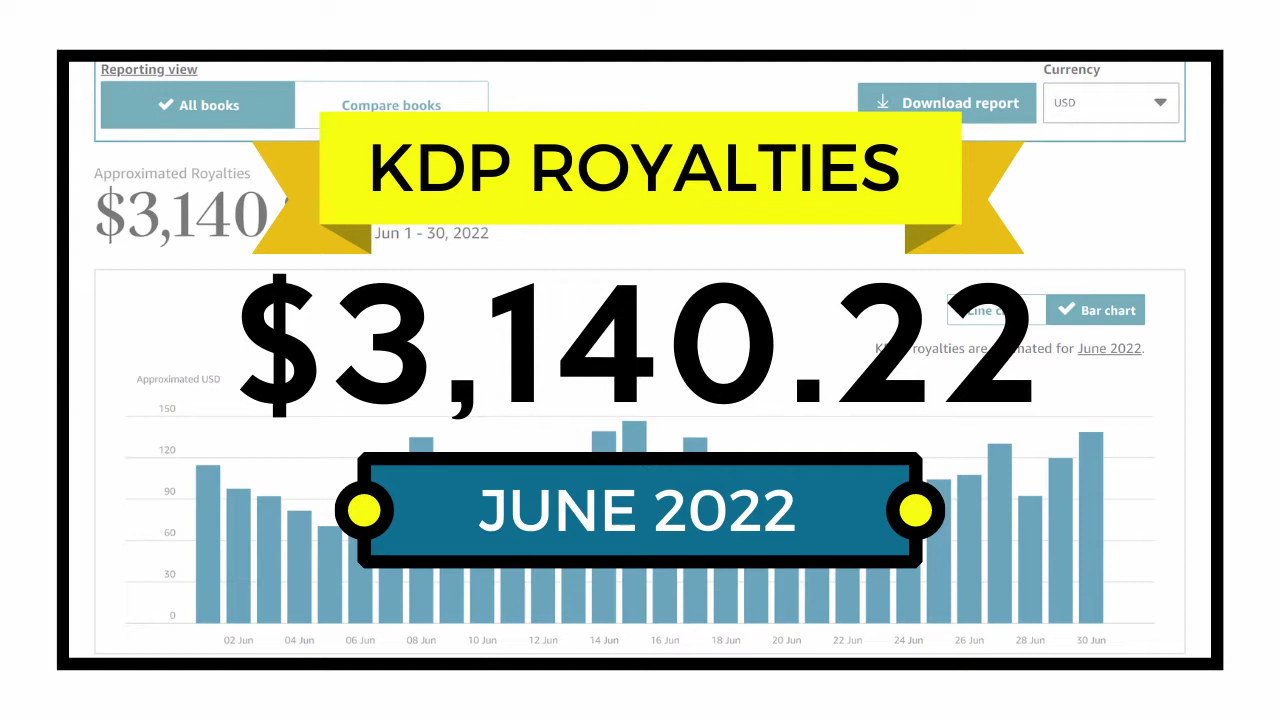 Reporting view
Currency
All books
Compare books
Download report
USD
KDP ROYALTIES
Approximated Royalties
$3,140
Jun 1 - 30, 2022
$3,140.22
Bar chart
royalties are
for June 2022.
Approximated USD
150
120
90
60
30
0
JUNE 2022
02 Jun 04 Jun 06 Jun 08 Jun 10 Jun 12 Jun 14 Jun 16 Jun 18 Jun 20 Jun 22 Jun 24 Jun 26 Jun 28 Jun 30 Jun